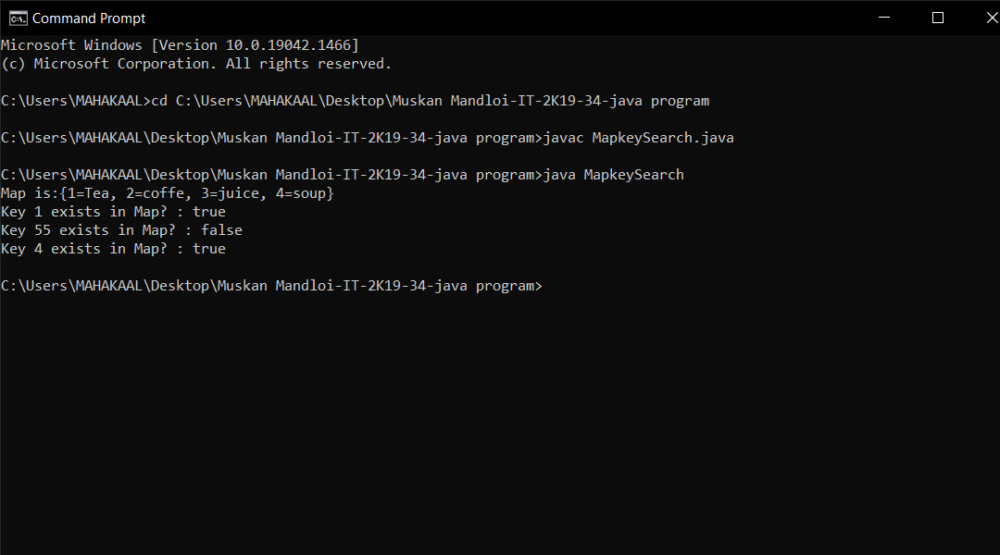 Command Prompt
Microsoft Windows [Version 10.0.19042.1466]
(c) Microsoft Corporation. All rights reserved.
C:\Users\MAHAKAAL>cd C:\Users\MAHAKAAL\Desktop\Muskan Mandloi-IT-2K19-34-java program
C:\Users\MAHAKAAL\Desktop\Muskan Mandloi-IT-2K19-34-java program>javac MapkeySearch.java
C:\Users\MAHAKAAL\Desktop\Muskan Mandloi-IT-2K19-34-java program>java MapkeySearch
Map is:{1=Tea, 2=coffe, 3=juice, 4=soup}
Key 1 exists in Map? : true
Key 55 exists in Map? : false
Key 4 exists in Map? : true
C:\Users\MAHAKAAL\Desktop\Muskan Mandloi-IT-2K19-34-java program>